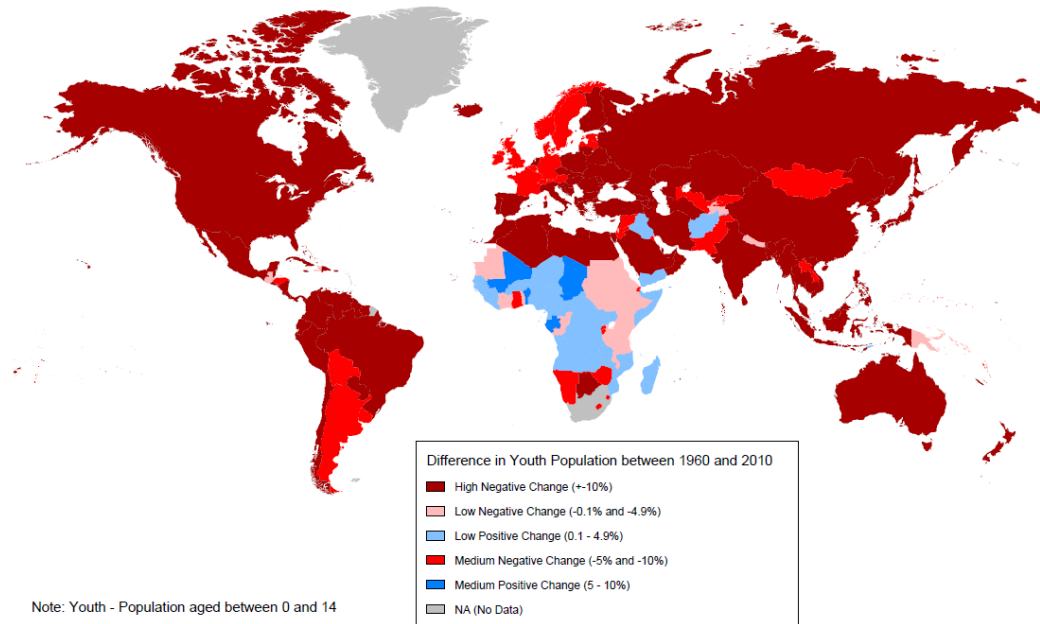 Difference in Youth Population between 1960 and 2010
High Negative Change (+-10%)
Low Negative Change (-0.1% and -4.9%)
Low Positive Change (0.1 - 4.9%)
Medium Negative Change (-5% and -10%)
Medium Positive Change (5 - 10%)
NA (No Data)
Note: Youth - Population aged between 0 and 14